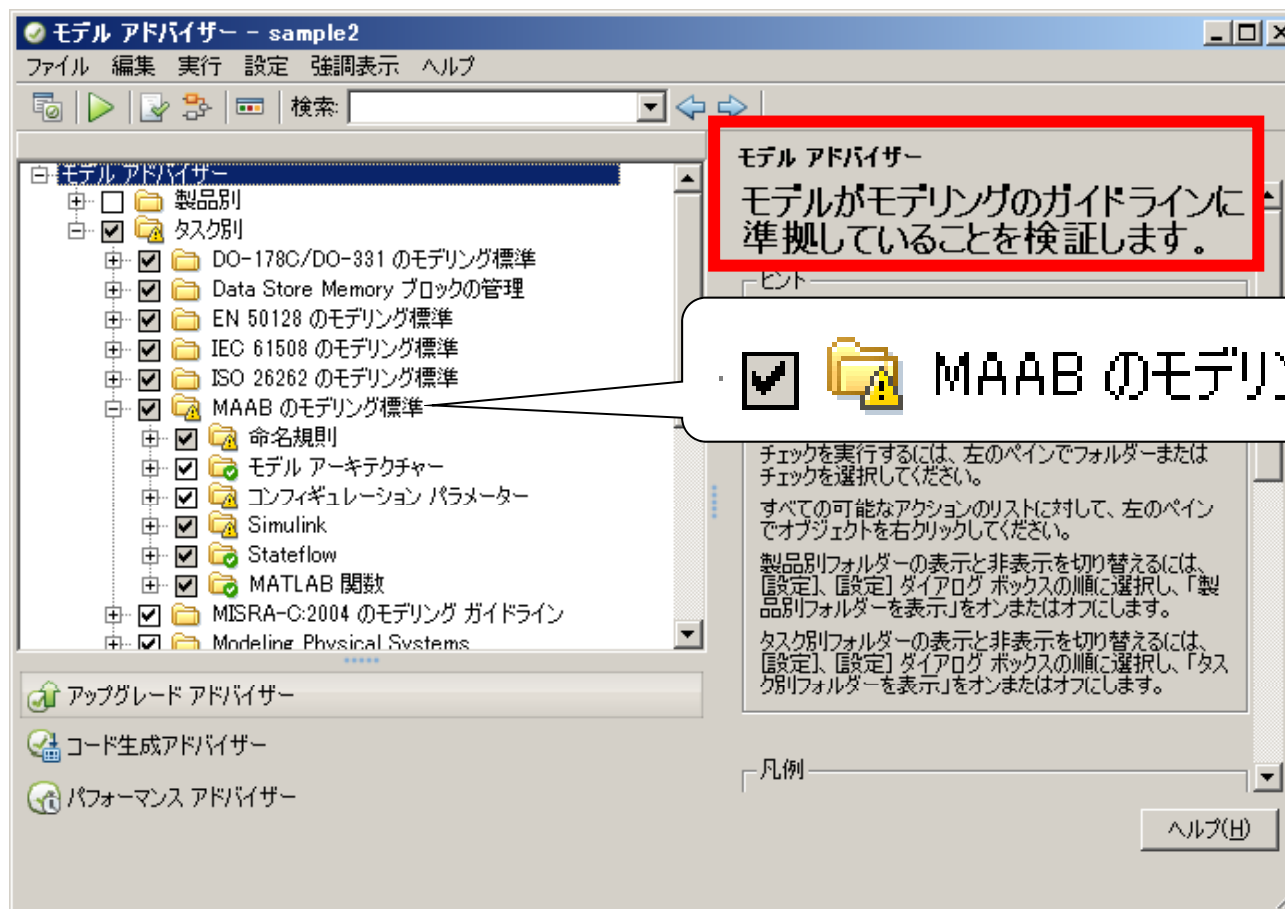 モデル アドバイザー - sample2
ファイル 編集 実行 設定 強調表示 ヘルプ
検索:
モデル アドバイザー
製品別
タスク別
DO-178C/DO-331 のモデリング標準
Data Store Memory ブロックの管理
EN 50128 のモデリング標準
IEC 61508 のモデリング標準
ISO 26262 のモデリング標準
MAAB のモデリング標準
命名規則
モデル アーキテクチャー
コンフィギュレーション パラメーター
Simulink
Stateflow
MATLAB 関数
MISRA-C:2004 のモデリング ガイドライン
Modeling Physical Systems
アップグレード アドバイザー
コード生成アドバイザー
パフォーマンス アドバイザー
モデル アドバイザー
モデルがモデリングのガイドラインに
準拠していることを検証します。
ヒント
MAAB のモデリン
チェックを実行するには、左のペインでフォルダーまたは
チェックを選択してください。
すべての可能なアクションのリストに対して、左のペイン
でオブジェクトを右クリックしてください。
製品別フォルダーの表示と非表示を切り替えるには、
[設定]、[設定] ダイアログ ボックスの順に選択し、「製
品別フォルダーを表示」をオンまたはオフにします。
タスク別フォルダーの表示と非表示を切り替えるには、
[設定]、[設定] ダイアログ ボックスの順に選択し、「タス
ク別フォルダーを表示」をオンまたはオフにします。
凡例
ヘルプ(H)